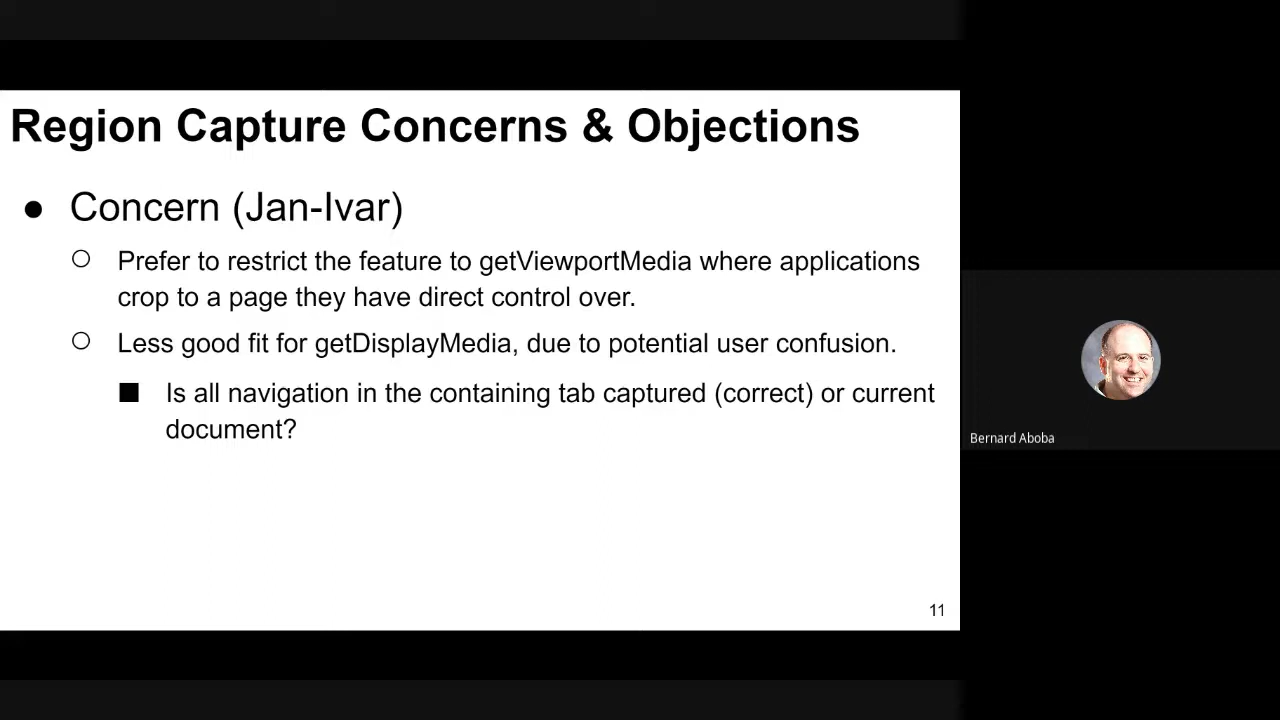 Region Capture Concerns & Objections
● Concern (Jan-Ivar)
○ Prefer to restrict the feature to getViewportMedia where applications
crop to a page they have direct control over.
○ Less good fit for getDisplayMedia, due to potential user confusion.
■ Is all navigation in the containing tab captured (correct) or current
document?
11
Bernard Aboba